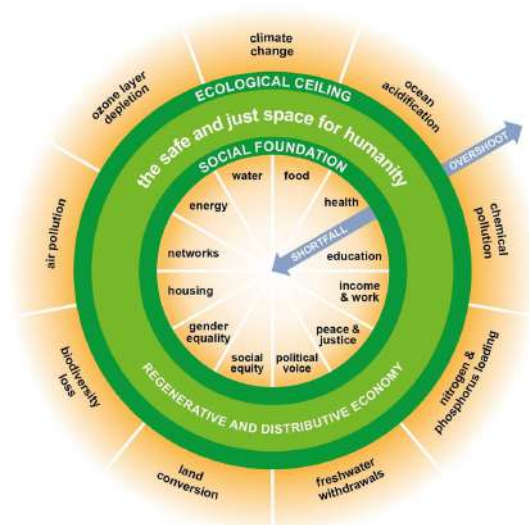 climate
change
ozone layer
depletion
ocean
acidification
ECOLOGICAL CEILING
the safe and just space for humanity
OVERSHOOT
SOCIAL FOUNDATION
water
food
energy
health
SHORTFALL
air pollution
chemical
pollution
networks
education
housing
income
& work
gender
equality
peace &
justice
social
equity
political
voice
biodiversity
loss
nitrogen &
phosphorus loading
REGENERATIVE AND DISTRIBUTIVE ECONOMY
land
conversion
freshwater
withdrawals